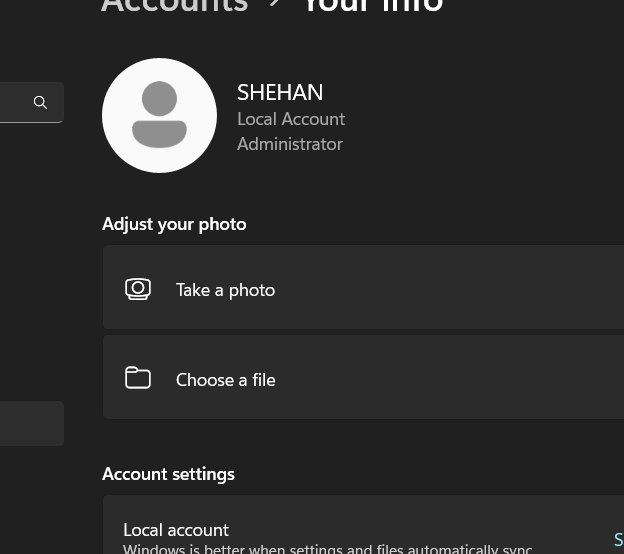 Accounts > Your info
SHEHAN
Local Account
Administrator
Adjust your photo
Take a photo
Choose a file
Account settings
Local account
Windows is better when settings and files automatically sync.
S